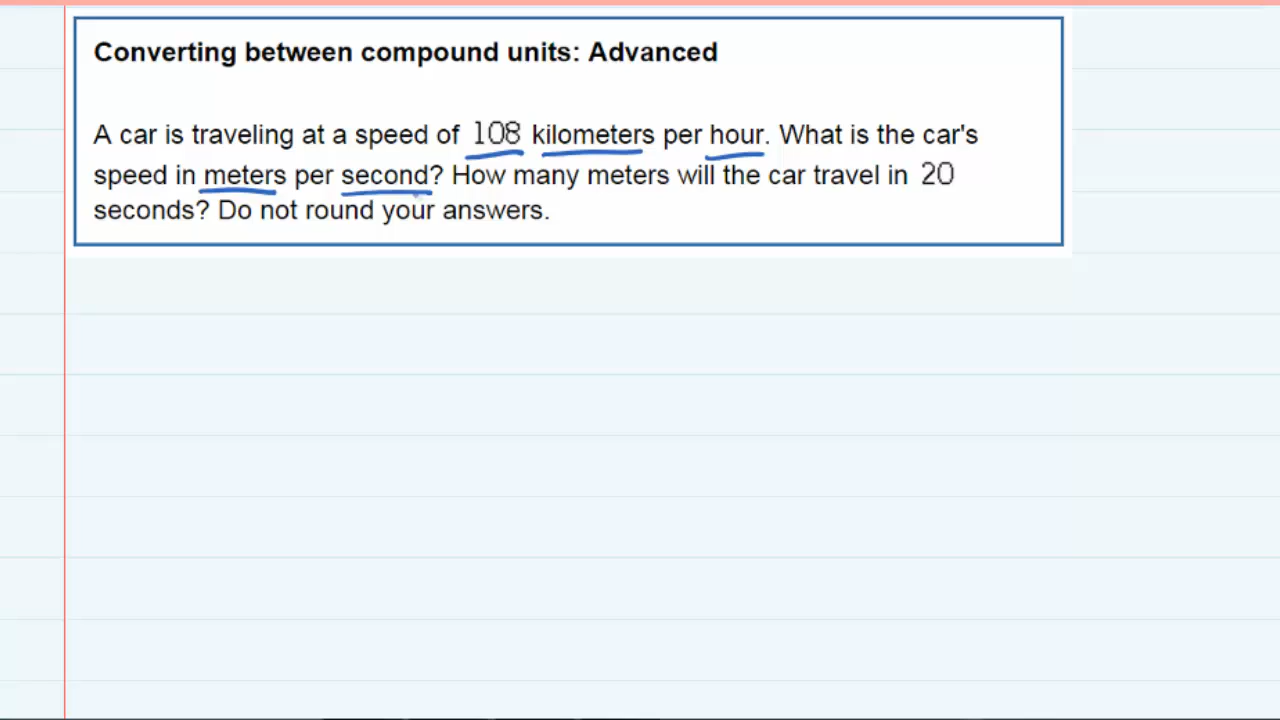 Converting between compound units: Advanced
A car is traveling at a speed of 108 kilometers per hour. What is the car's
speed in meters per second? How many meters will the car travel in 20
seconds? Do not round your answers.